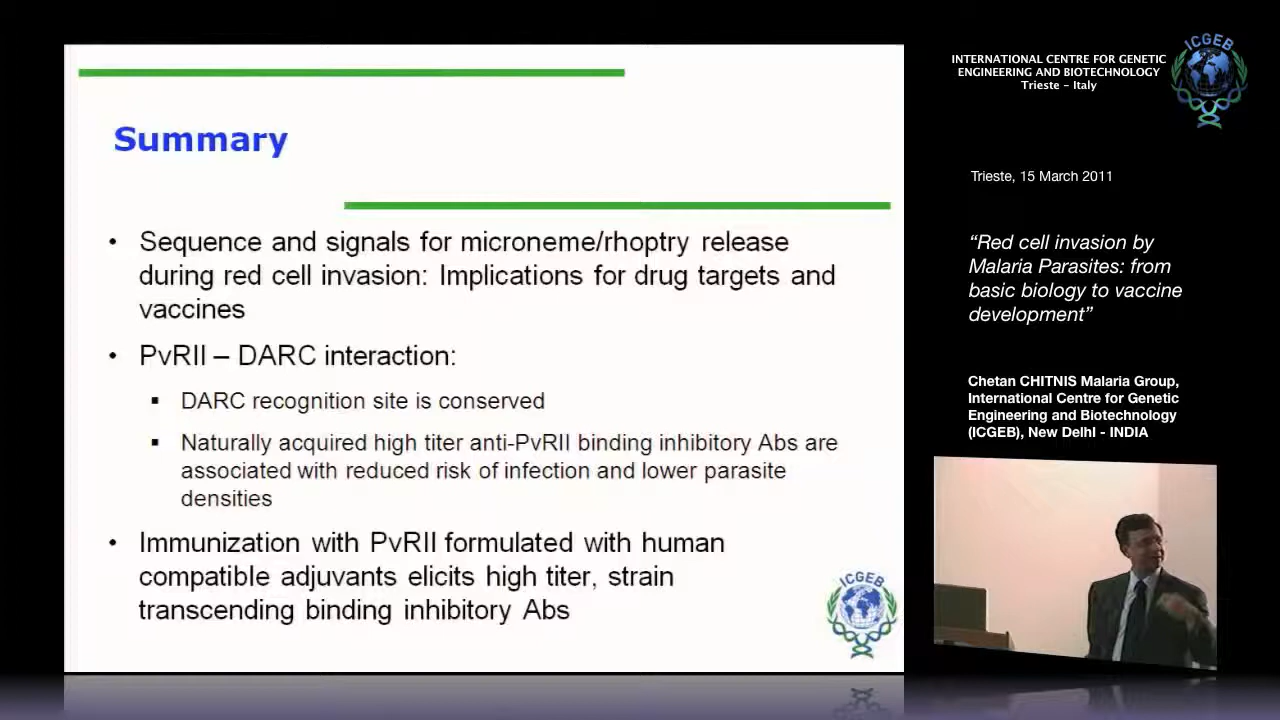 Summary
• Sequence and signals for microneme/rhoptry release
during red cell invasion: Implications for drug targets and
vaccines
• PvRII – DARC interaction:
▪ DARC recognition site is conserved
▪ Naturally acquired high titer anti-PvRII binding inhibitory Abs are
associated with reduced risk of infection and lower parasite
densities
• Immunization with PvRII formulated with human
compatible adjuvants elicits high titer, strain
transcending binding inhibitory Abs
ICGEB
INTERNATIONAL CENTRE FOR GENETIC
ENGINEERING AND BIOTECHNOLOGY
Trieste – Italy
ICGEB
Trieste, 15 March 2011
“Red cell invasion by
Malaria Parasites: from
basic biology to vaccine
development”
Chetan CHITNIS Malaria Group,
International Centre for Genetic
Engineering and Biotechnology
(ICGEB), New Delhi - INDIA